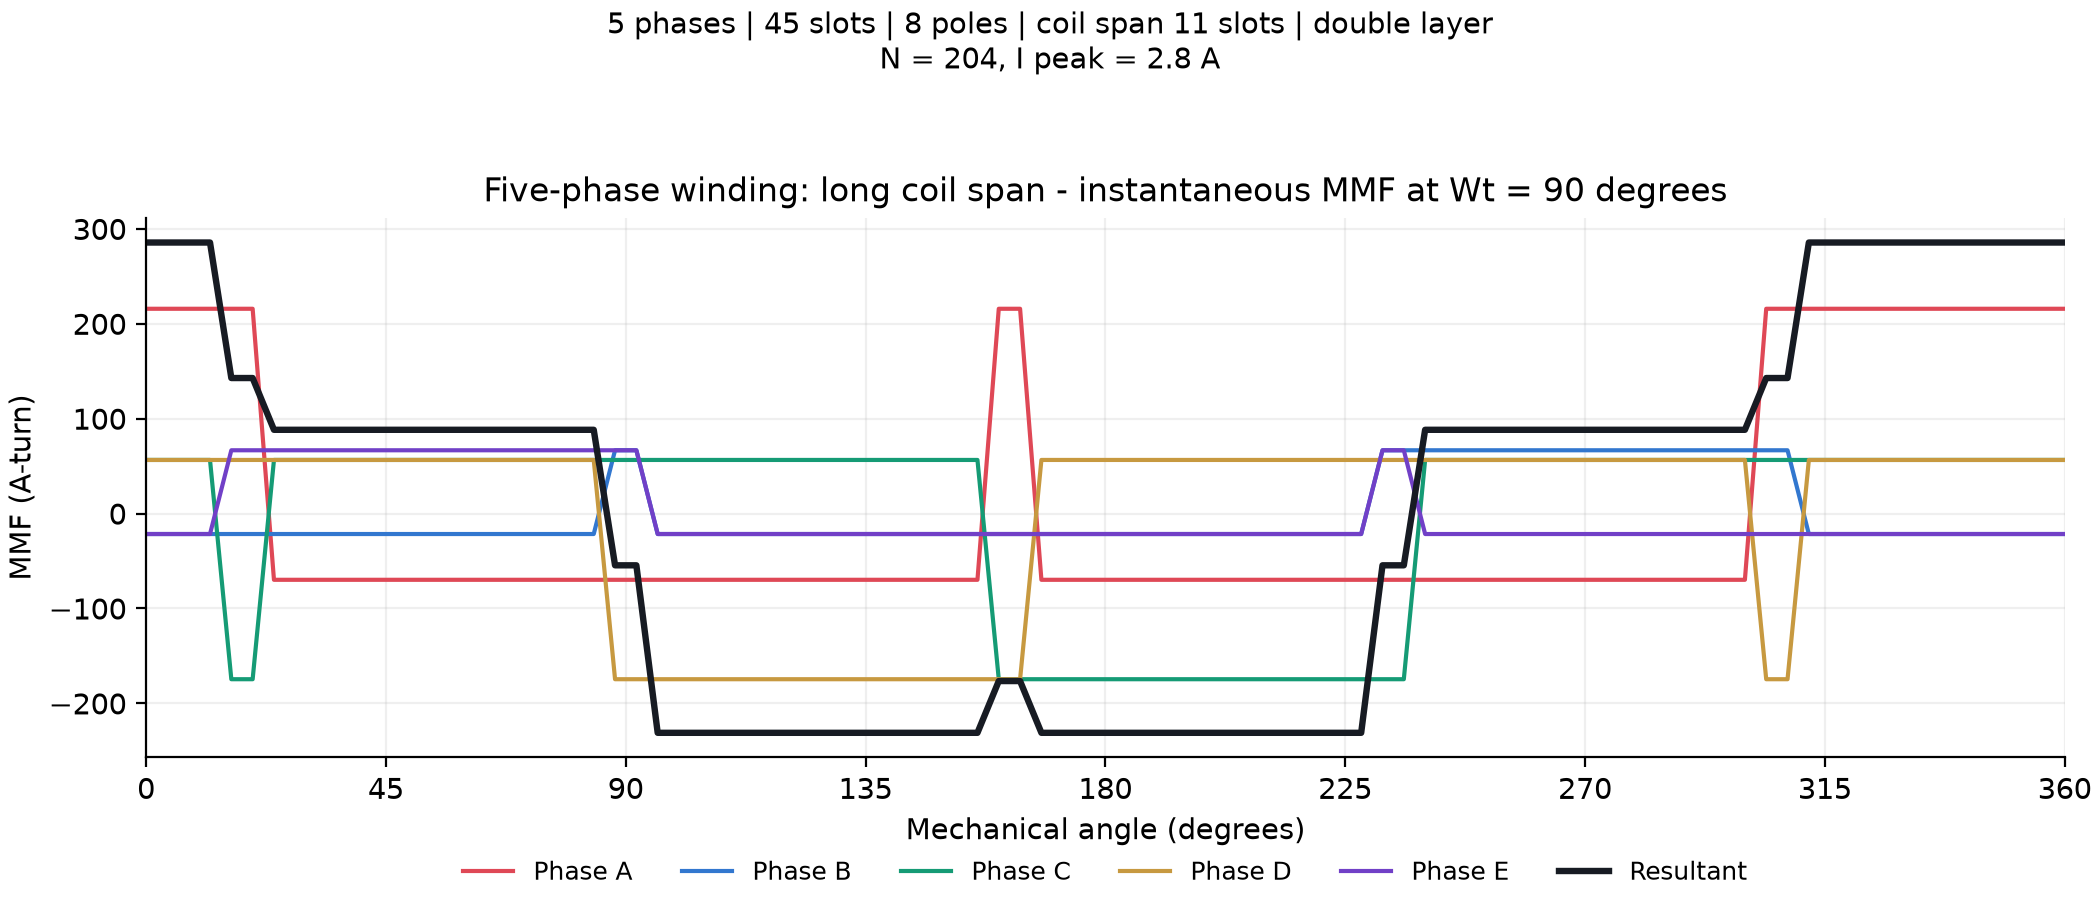 5 phases | 45 slots | 8 poles | coil span 11 slots | double layer
N = 204, I peak = 2.8 A
Five-phase winding: long coil span - instantaneous MMF at Wt = 90 degrees
MMF (A-turn)
300
200
100
0
−100
−200
0 45 90 135 180 225 270 315 360
Mechanical angle (degrees)
Phase A Phase B Phase C Phase D Phase E Resultant